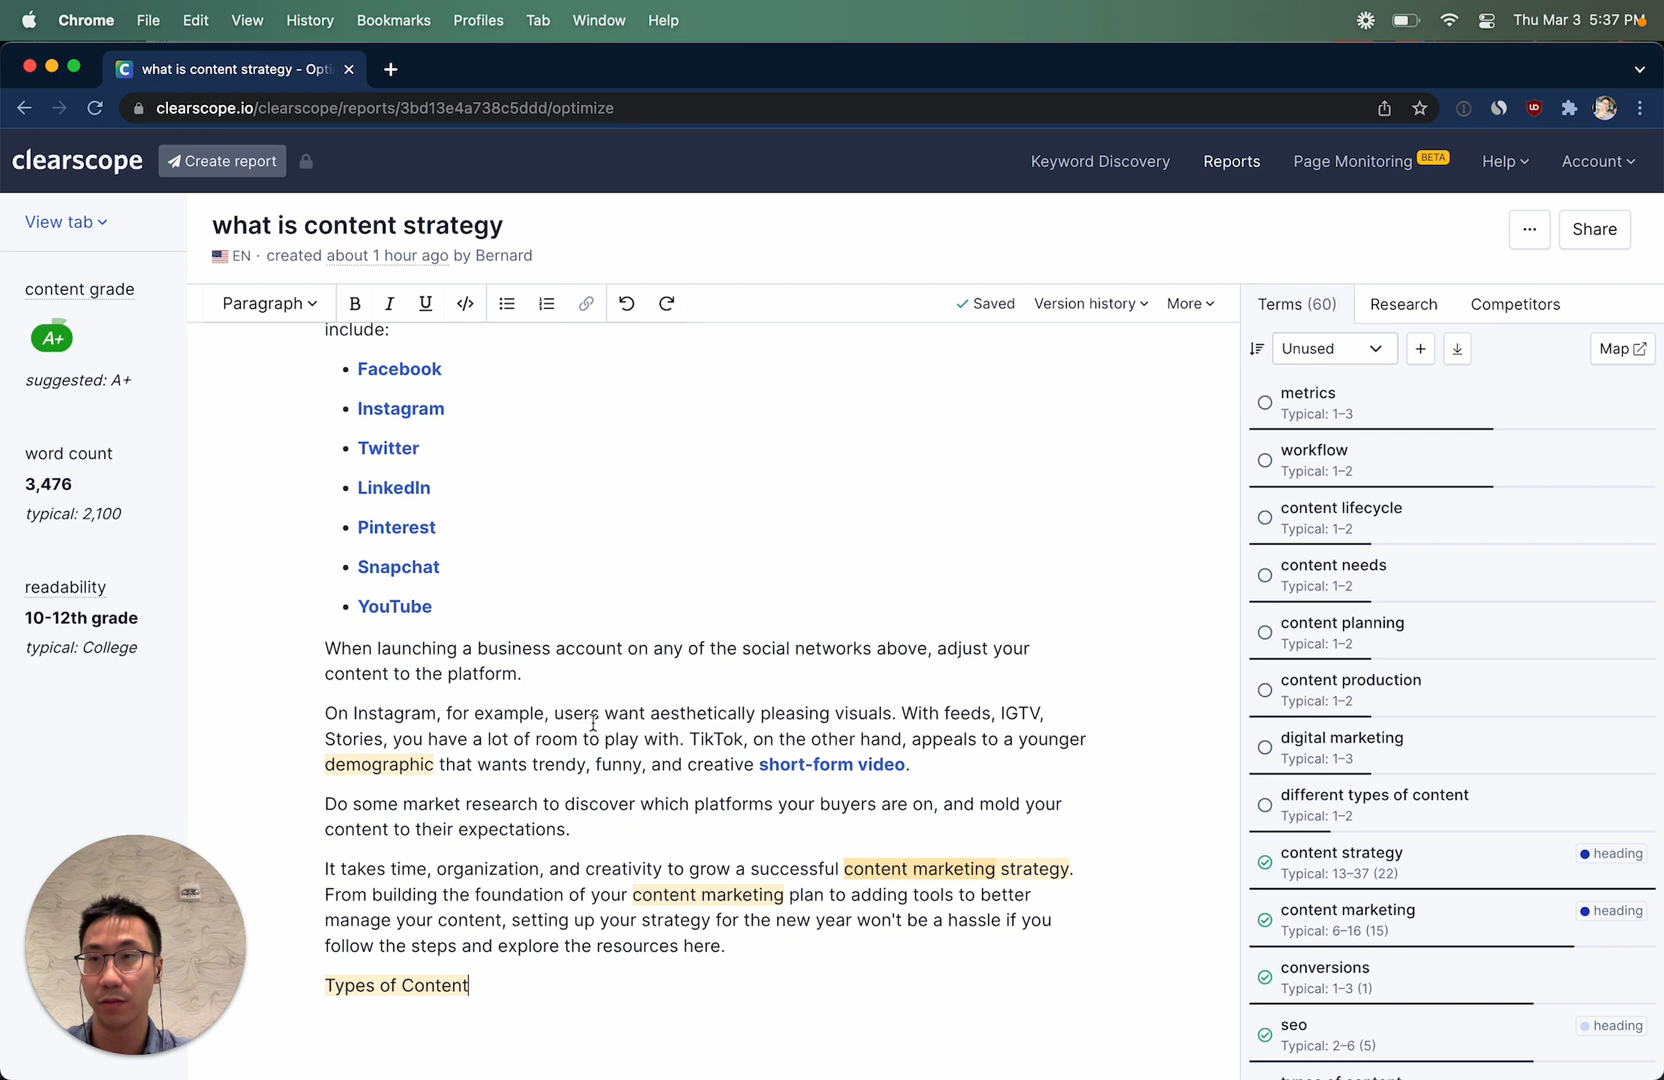 Chrome File Edit View History Bookmarks Profiles Tab Window Help Thu Mar 3 5:37 PM
what is content strategy - Opti
clearscope.io/clearscope/reports/3bd13e4a738c5ddd/optimize
clearscope Create report Keyword Discovery Reports Page Monitoring BETA Help Account
View tab
what is content strategy
EN · created about 1 hour ago by Bernard
... Share
content grade
A+
suggested: A+
word count
3,476
typical: 2,100
readability
10-12th grade
typical: College
Paragraph B I U </> Saved Version history More
include:
• Facebook
• Instagram
• Twitter
• LinkedIn
• Pinterest
• Snapchat
• YouTube
When launching a business account on any of the social networks above, adjust your
content to the platform.
On Instagram, for example, users want aesthetically pleasing visuals. With feeds, IGTV,
Stories, you have a lot of room to play with. TikTok, on the other hand, appeals to a younger
demographic that wants trendy, funny, and creative short-form video.
Do some market research to discover which platforms your buyers are on, and mold your
content to their expectations.
It takes time, organization, and creativity to grow a successful content marketing strategy.
From building the foundation of your content marketing plan to adding tools to better
manage your content, setting up your strategy for the new year won't be a hassle if you
follow the steps and explore the resources here.
Types of Content
Terms (60) Research Competitors
Unused + Map
metrics
Typical: 1–3
workflow
Typical: 1–2
content lifecycle
Typical: 1–2
content needs
Typical: 1–2
content planning
Typical: 1–2
content production
Typical: 1–2
digital marketing
Typical: 1–3
different types of content
Typical: 1–2
content strategy heading
Typical: 13–37 (22)
content marketing heading
Typical: 6–16 (15)
conversions
Typical: 1–3 (1)
seo heading
Typical: 2–6 (5)